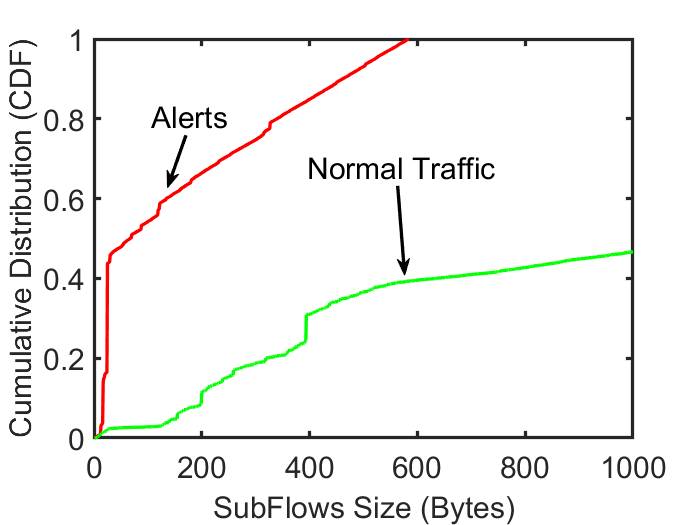 Cumulative Distribution (CDF)
1
0.8
0.6
0.4
0.2
0
Alerts
Normal Traffic
0 200 400 600 800 1000
SubFlows Size (Bytes)